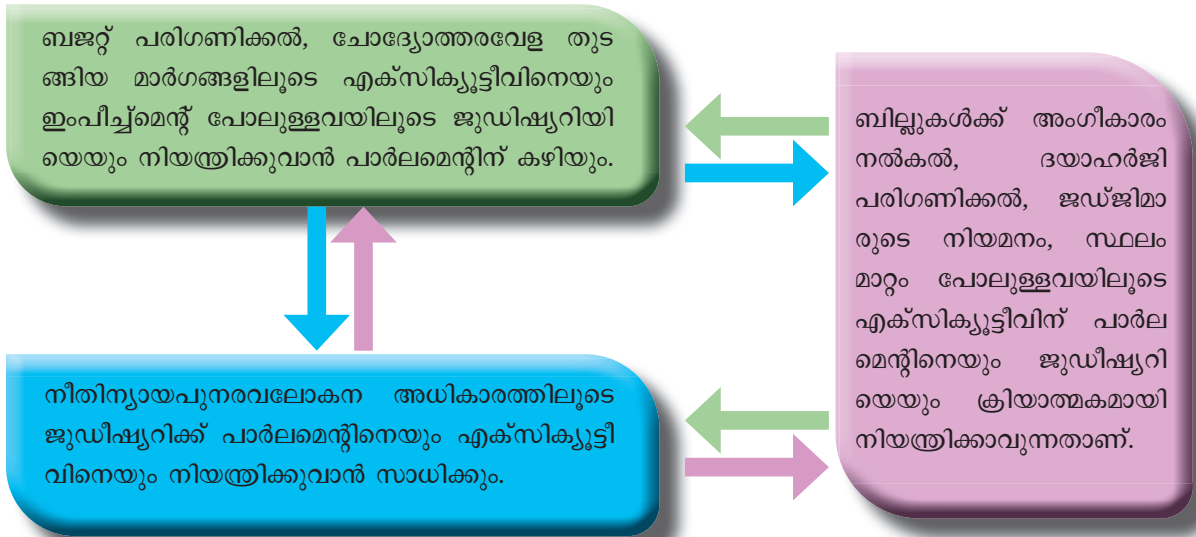 ബജറ്റ് പരിഗണിക്കൽ, ചോദ്യോത്തരവേള തുട
ങ്ങിയ മാർഗങ്ങളിലൂടെ എക്സിക്യൂട്ടീവിനെയും
ഇംപീച്ച്മെന്റ് പോലുള്ളവയിലൂടെ ജുഡിഷ്യറിയി
യെയും നിയന്ത്രിക്കുവാൻ പാർലമെന്റിന് കഴിയും.
ബില്ലുകൾക്ക് അംഗീകാരം
നൽകൽ, ദയാഹർജി
പരിഗണിക്കൽ, ജഡ്ജിമാ
രുടെ നിയമനം, സ്ഥലം
മാറ്റം പോലുള്ളവയിലൂടെ
എക്സിക്യൂട്ടീവിന് പാർല
മെന്റിനെയും ജുഡീഷ്യറി
യെയും ക്രിയാത്മകമായി
നിയന്ത്രിക്കാവുന്നതാണ്.
നീതിന്യായപുനരവലോകന അധികാരത്തിലൂടെ
ജുഡീഷ്യറിക്ക് പാർലമെന്റിനെയും എക്സിക്യൂട്ടീ
വിനെയും നിയന്ത്രിക്കുവാൻ സാധിക്കും.